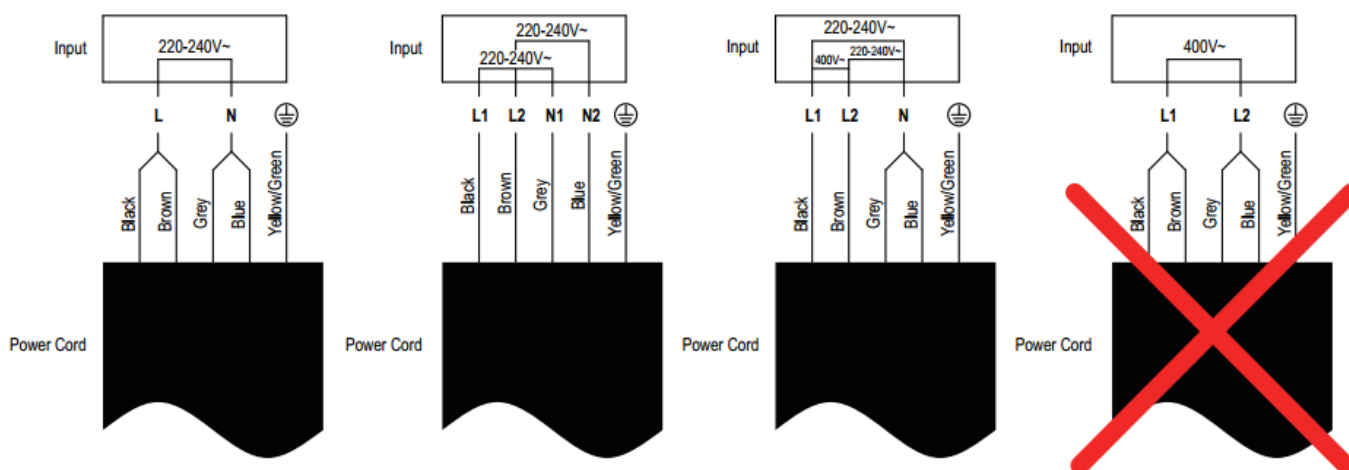 Input
220-240V~
L
N
Black
Brown
Grey
Blue
Yellow/Green
Power Cord
Input
220-240V~
220-240V~
L1
L2
N1
N2
Black
Brown
Grey
Blue
Yellow/Green
Power Cord
Input
220-240V~
400V~
220-240V~
L1
L2
N
Black
Brown
Grey
Blue
Yellow/Green
Power Cord
Input
400V~
L1
L2
Black
Brown
Grey
Blue
Yellow/Green
Power Cord